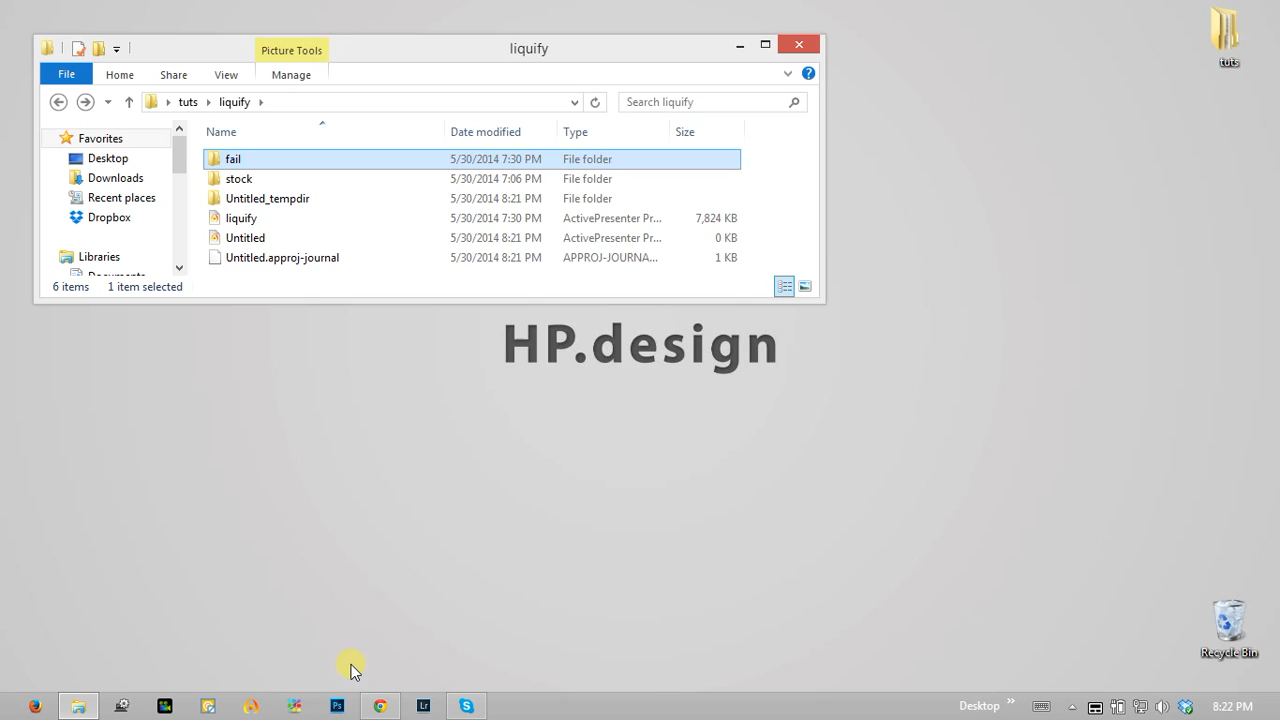 Picture Tools
liquify
File
Home
Share
View
Manage
tuts
liquify
Search liquify
Name
Date modified
Type
Size
Favorites
Desktop
Downloads
Recent places
Dropbox
Libraries
fail 5/30/2014 7:30 PM File folder
stock 5/30/2014 7:06 PM File folder
Untitled_tempdir 5/30/2014 8:21 PM File folder
liquify 5/30/2014 7:30 PM ActivePresenter Pr... 7,824 KB
Untitled 5/30/2014 8:21 PM ActivePresenter Pr... 0 KB
Untitled.approj-journal 5/30/2014 8:21 PM APPROJ-JOURNA... 1 KB
6 items 1 item selected
tuts
HP.design
Recycle Bin
Ps
Lr
Desktop
8:22 PM